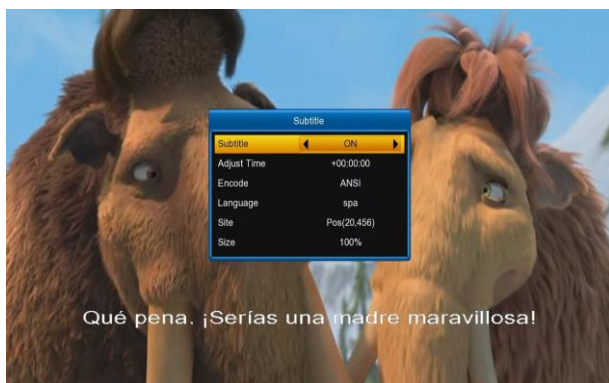 Subtitle
Subtitle ON
Adjust Time +00:00:00
Encode ANSI
Language spa
Site Pos(20,456)
Size 100%
Qué pena. ¡Serías una madre maravillosa!